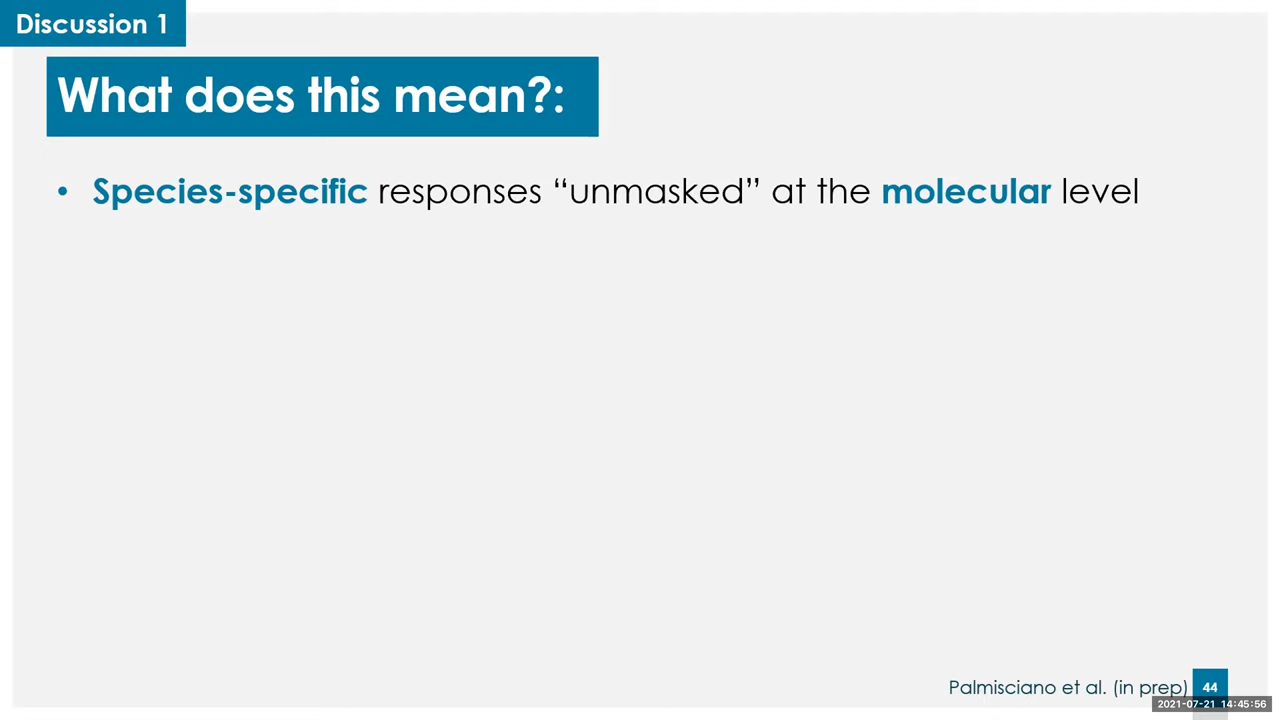 Discussion 1
What does this mean?:
• Species-specific responses “unmasked” at the molecular level
Palmisciano et al. (in prep)
44
2021-07-21 14:45:56